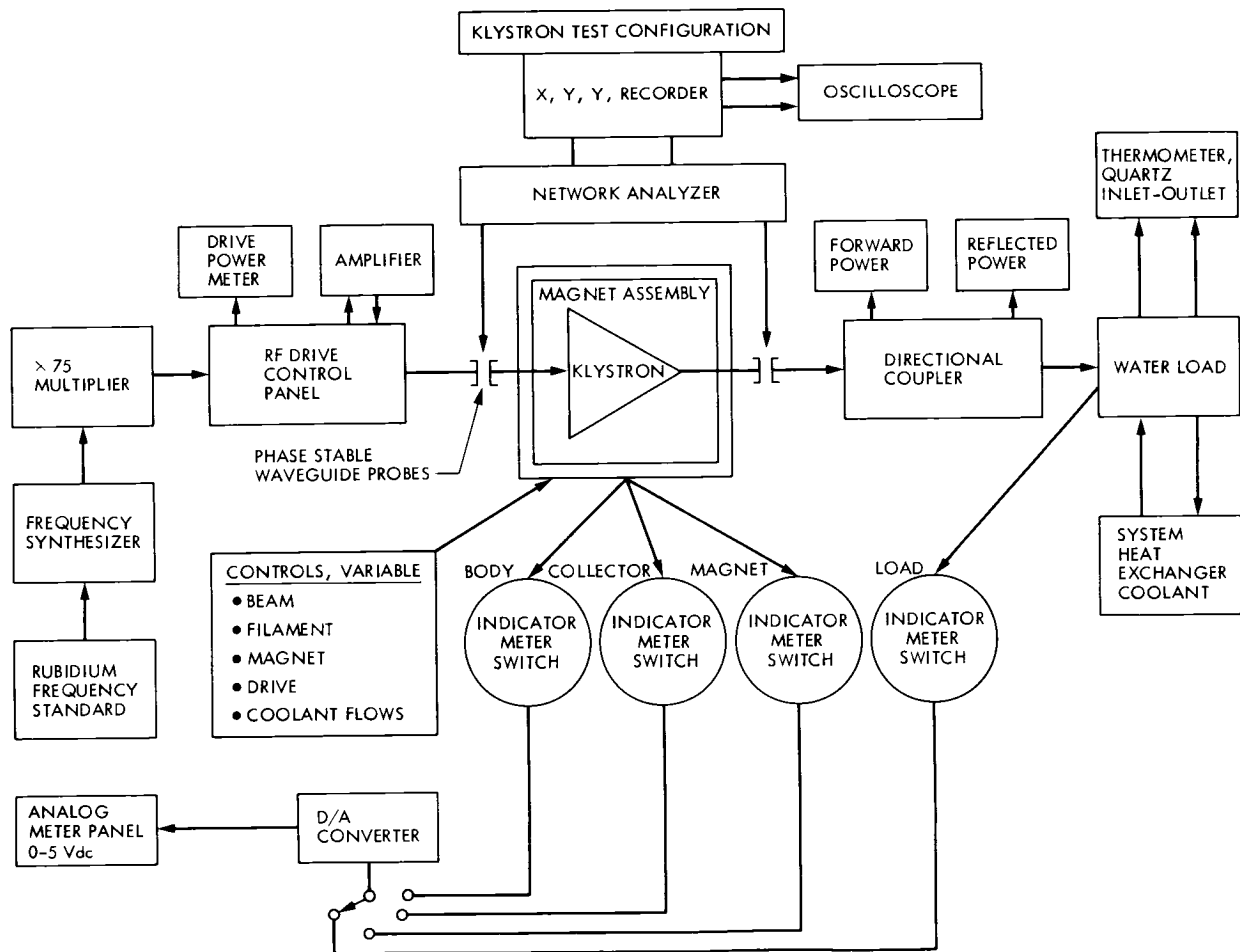 KLYSTRON TEST CONFIGURATION
X, Y, Y, RECORDER
OSCILLOSCOPE
NETWORK ANALYZER
THERMOMETER,
QUARTZ
INLET-OUTLET
DRIVE
POWER
METER
AMPLIFIER
FORWARD
POWER
REFLECTED
POWER
MAGNET ASSEMBLY
× 75
MULTIPLIER
RF DRIVE
CONTROL
PANEL
KLYSTRON
DIRECTIONAL
COUPLER
WATER LOAD
PHASE STABLE
WAVEGUIDE PROBES
FREQUENCY
SYNTHESIZER
SYSTEM
HEAT
EXCHANGER
COOLANT
CONTROLS, VARIABLE
• BEAM
• FILAMENT
• MAGNET
• DRIVE
• COOLANT FLOWS
BODY
COLLECTOR
MAGNET
LOAD
INDICATOR
METER
SWITCH
INDICATOR
METER
SWITCH
INDICATOR
METER
SWITCH
INDICATOR
METER
SWITCH
RUBIDIUM
FREQUENCY
STANDARD
ANALOG
METER PANEL
0-5 Vdc
D/A
CONVERTER